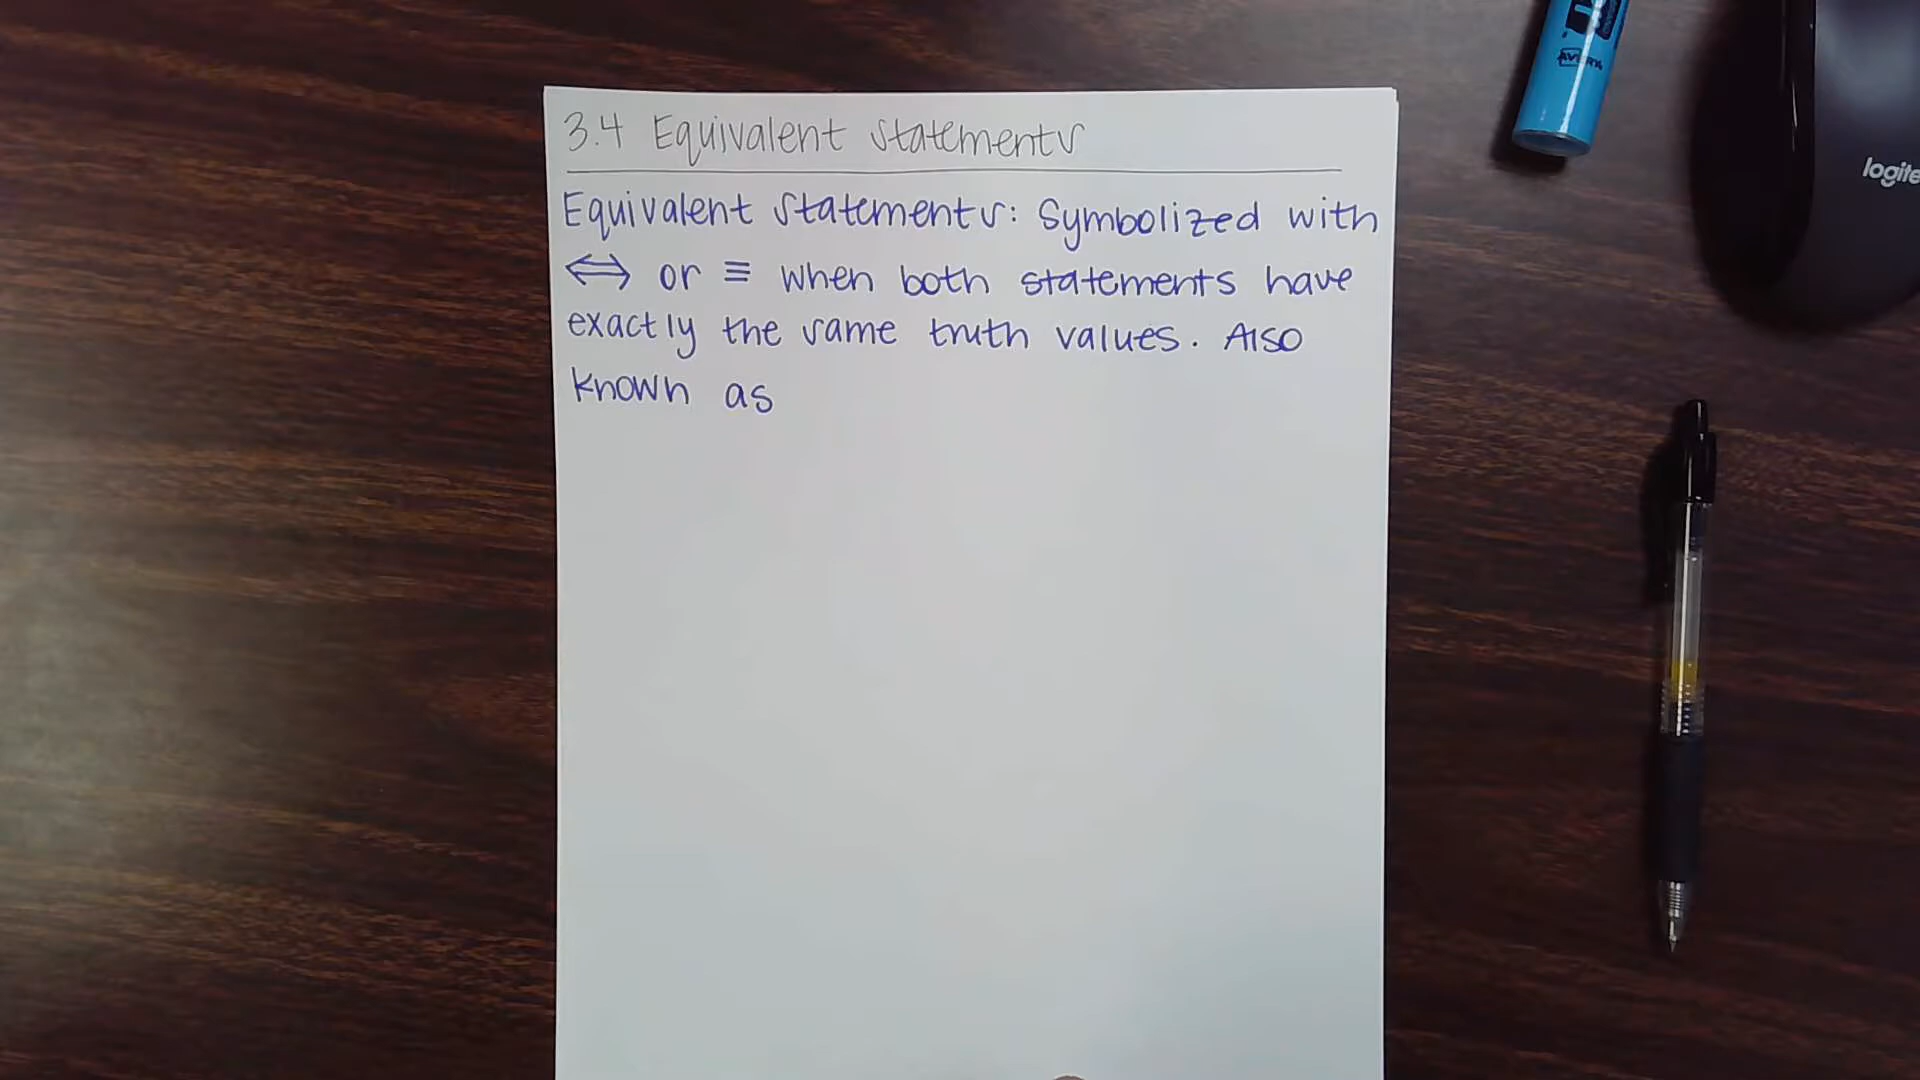 3.4 Equivalent statements
Equivalent statements: Symbolized with
⇔ or ≡ when both statements have
exactly the same truth values. Also
known as
AVERY
logite